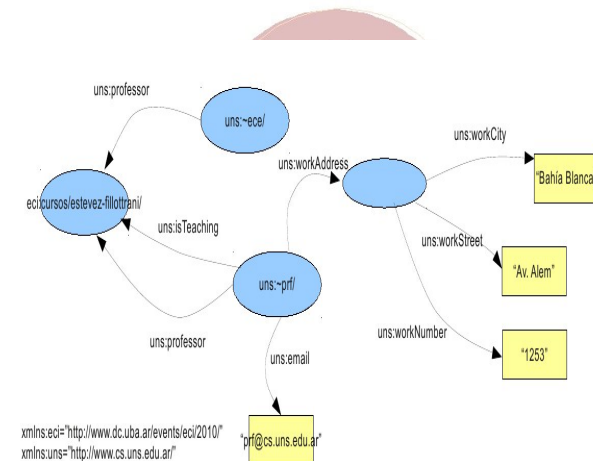 uns:professor
uns:~ece/
uns:workCity
uns:workAddress
"Bahía Blanca
eci:cursos/estevez-fillottrani/
uns:isTeaching
uns:workStreet
"Av. Alem"
uns:~prf/
uns:professor
uns:workNumber
"1253"
uns:email
xmlns:eci="http://www.dc.uba.ar/events/eci/2010/"
"prf@cs.uns.edu.ar"
xmlns:uns="http://www.cs.uns.edu.ar/"